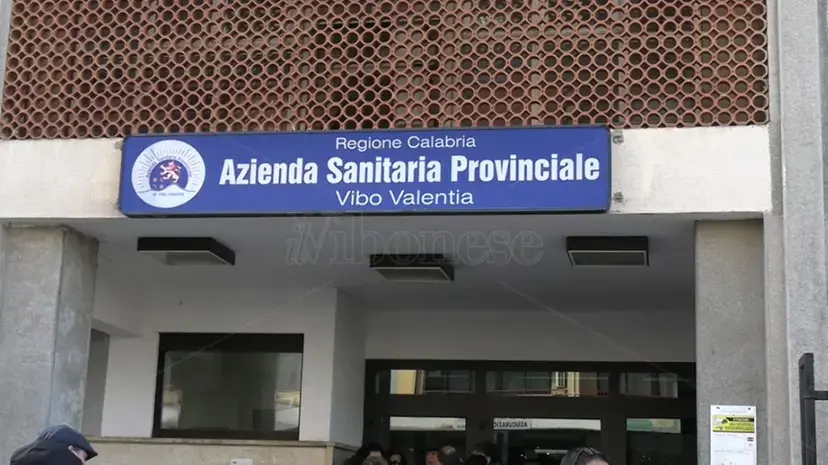 Regione Calabria
Azienda Sanitaria Provinciale
Vibo Valentia
ilVibonese